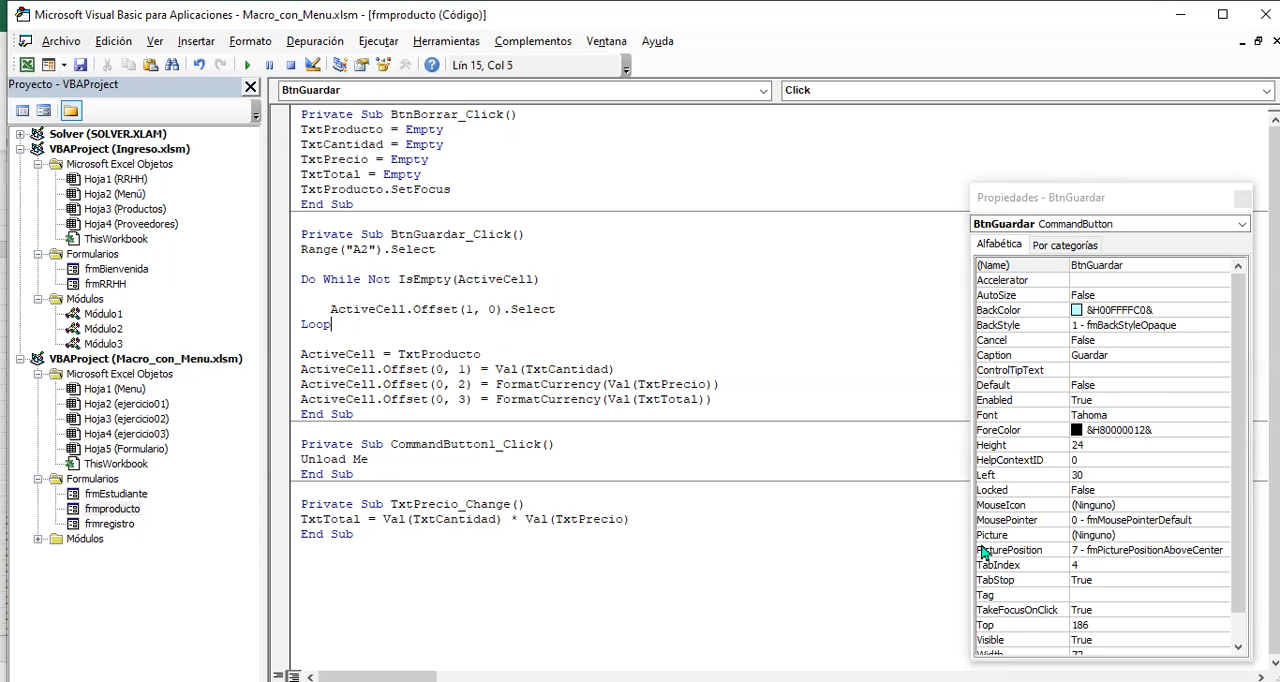 Microsoft Visual Basic para Aplicaciones - Macro_con_Menu.xlsm - [frmproducto (Código)]
Archivo Edición Ver Insertar Formato Depuración Ejecutar Herramientas Complementos Ventana Ayuda
Lín 15, Col 5
Proyecto - VBAProject
Solver (SOLVER.XLAM)
VBAProject (Ingreso.xlsm)
Microsoft Excel Objetos
Hoja1 (RRHH)
Hoja2 (Menú)
Hoja3 (Productos)
Hoja4 (Proveedores)
ThisWorkbook
Formularios
frmBienvenida
frmRRHH
Módulos
Módulo1
Módulo2
Módulo3
VBAProject (Macro_con_Menu.xlsm)
Microsoft Excel Objetos
Hoja1 (Menu)
Hoja2 (ejercicio01)
Hoja3 (ejercicio02)
Hoja4 (ejercicio03)
Hoja5 (Formulario)
ThisWorkbook
Formularios
frmEstudiante
frmproducto
frmregistro
Módulos
BtnGuardar Click
Private Sub BtnBorrar_Click()
TxtProducto = Empty
TxtCantidad = Empty
TxtPrecio = Empty
TxtTotal = Empty
TxtProducto.SetFocus
End Sub
Private Sub BtnGuardar_Click()
Range("A2").Select
Do While Not IsEmpty(ActiveCell)
ActiveCell.Offset(1, 0).Select
Loop
ActiveCell = TxtProducto
ActiveCell.Offset(0, 1) = Val(TxtCantidad)
ActiveCell.Offset(0, 2) = FormatCurrency(Val(TxtPrecio))
ActiveCell.Offset(0, 3) = FormatCurrency(Val(TxtTotal))
End Sub
Private Sub CommandButton1_Click()
Unload Me
End Sub
Private Sub TxtPrecio_Change()
TxtTotal = Val(TxtCantidad) * Val(TxtPrecio)
End Sub
Propiedades - BtnGuardar
BtnGuardar CommandButton
Alfabética Por categorías
(Name) BtnGuardar
Accelerator
AutoSize False
BackColor &H00FFFFC0&
BackStyle 1 - fmBackStyleOpaque
Cancel False
Caption Guardar
ControlTipText
Default False
Enabled True
Font Tahoma
ForeColor &H80000012&
Height 24
HelpContextID 0
Left 30
Locked False
MouseIcon (Ninguno)
MousePointer 0 - fmMousePointerDefault
Picture (Ninguno)
PicturePosition 7 - fmPicturePositionAboveCenter
TabIndex 4
TabStop True
Tag
TakeFocusOnClick True
Top 186
Visible True
Width 72